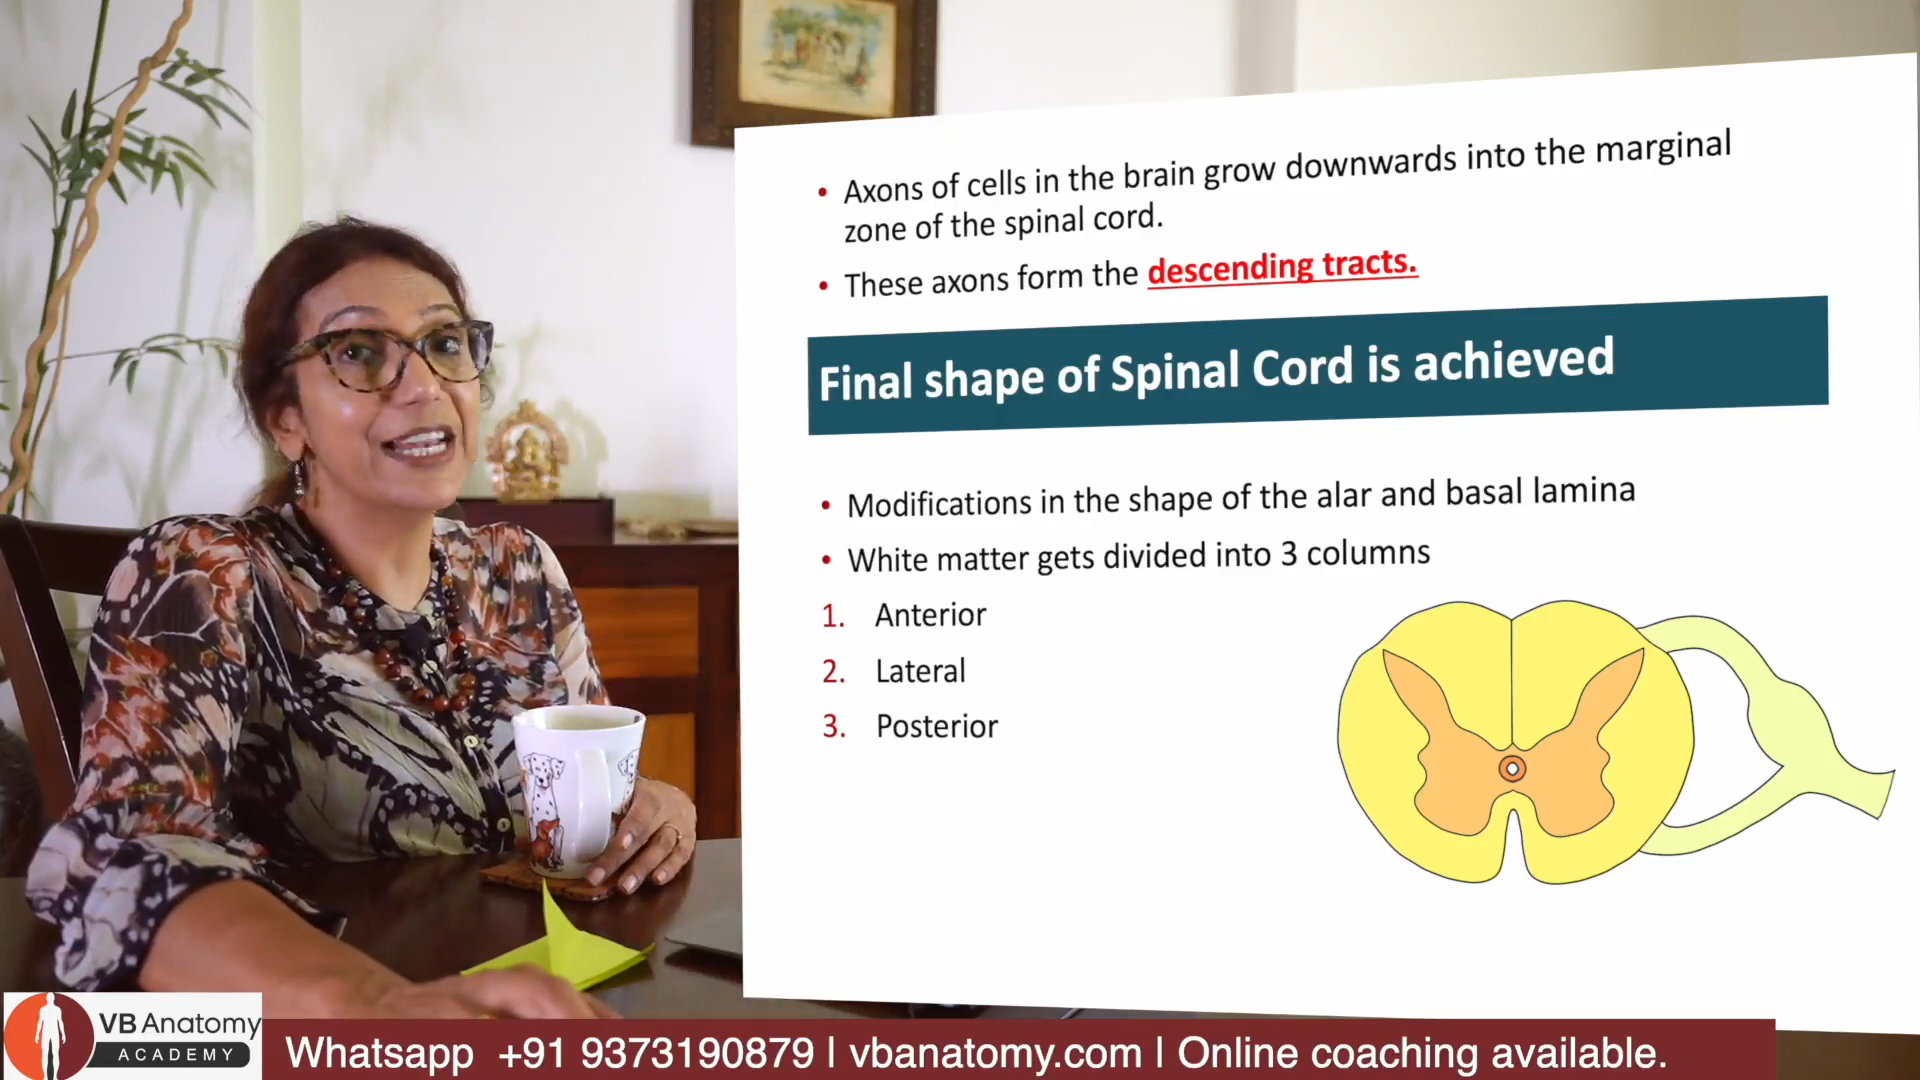 • Axons of cells in the brain grow downwards into the marginal
zone of the spinal cord.
• These axons form the descending tracts.
Final shape of Spinal Cord is achieved
• Modifications in the shape of the alar and basal lamina
• White matter gets divided into 3 columns
1. Anterior
2. Lateral
3. Posterior
VB Anatomy
ACADEMY
Whatsapp +91 9373190879 | vbanatomy.com | Online coaching available.